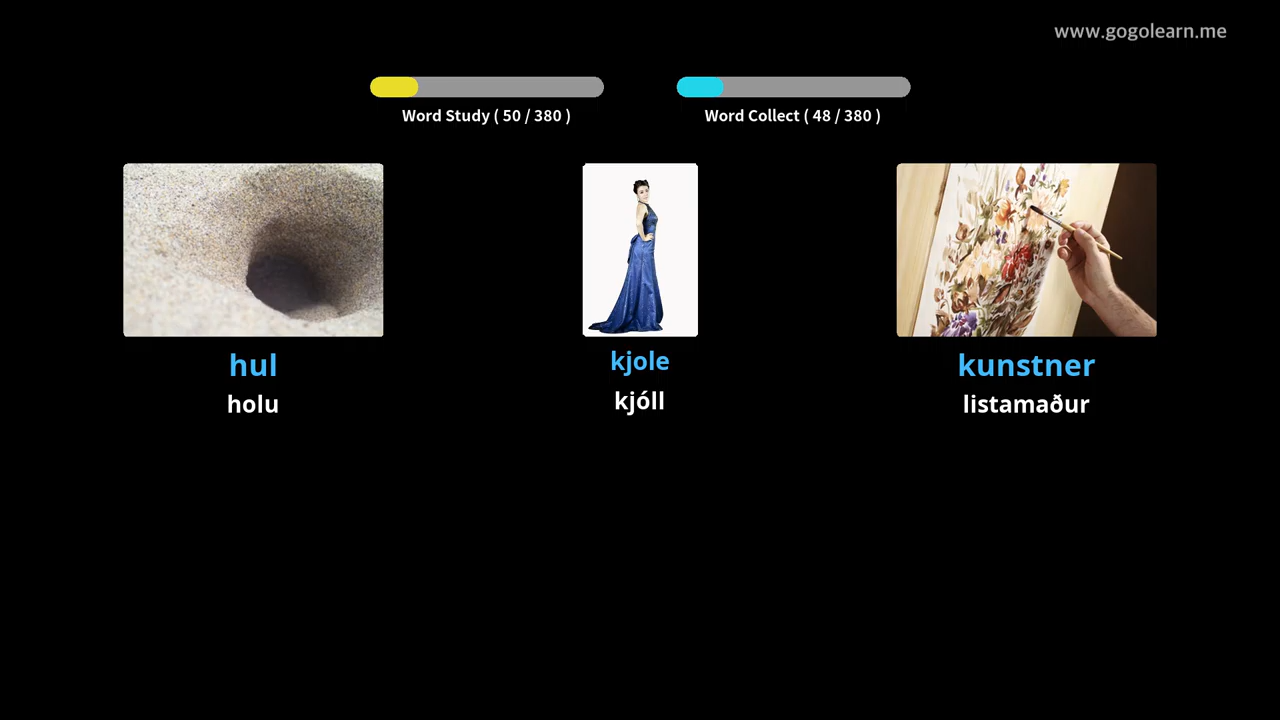 www.gogolearn.me
Word Study ( 50 / 380 )
Word Collect ( 48 / 380 )
hul
kjole
kunstner
holu
kjóll
listamaður